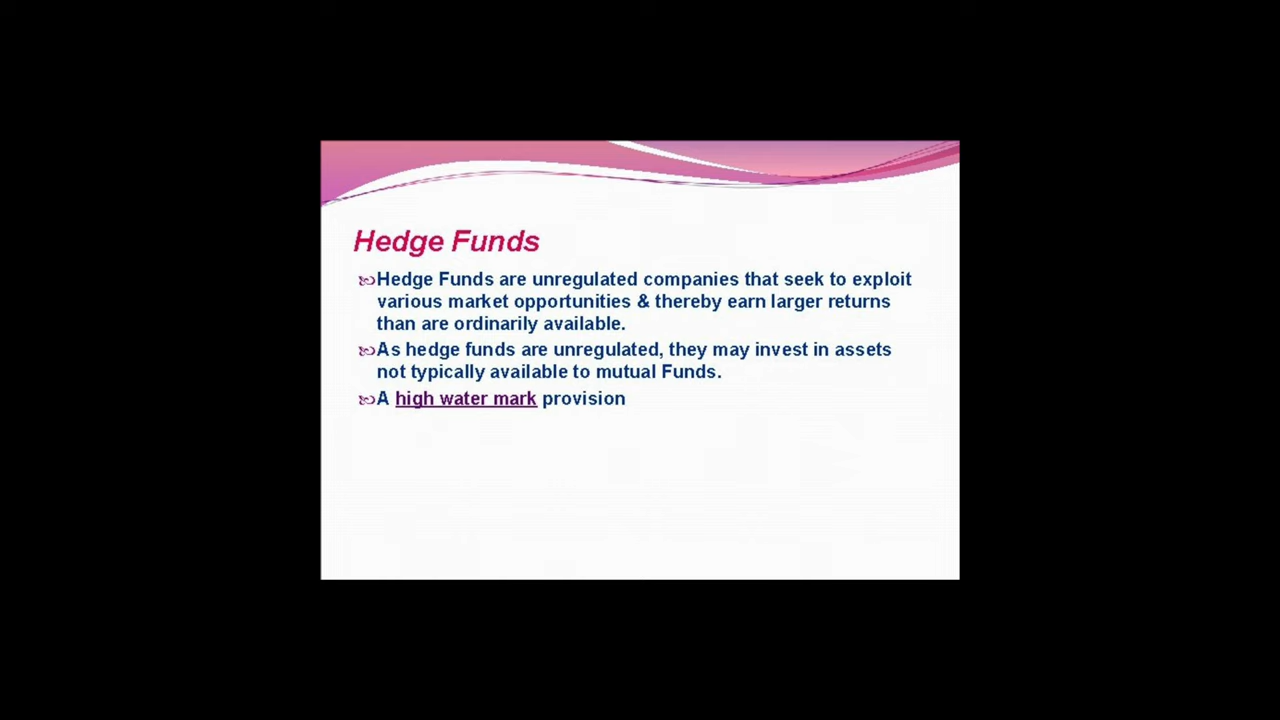 Hedge Funds
Hedge Funds are unregulated companies that seek to exploit
various market opportunities & thereby earn larger returns
than are ordinarily available.
As hedge funds are unregulated, they may invest in assets
not typically available to mutual Funds.
A high water mark provision